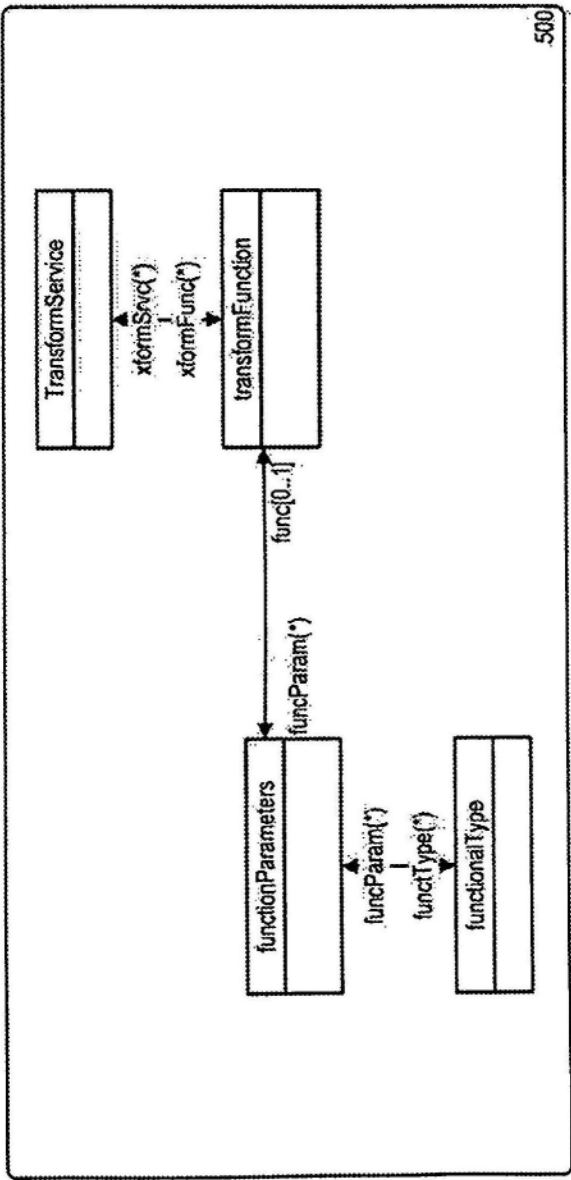 TransformService
xformSrvc(*)
xformFunc(*)
transformFunction
func[0..1]
funcParam(*)
functionParameters
funcParam(*)
functType(*)
functionalType
500